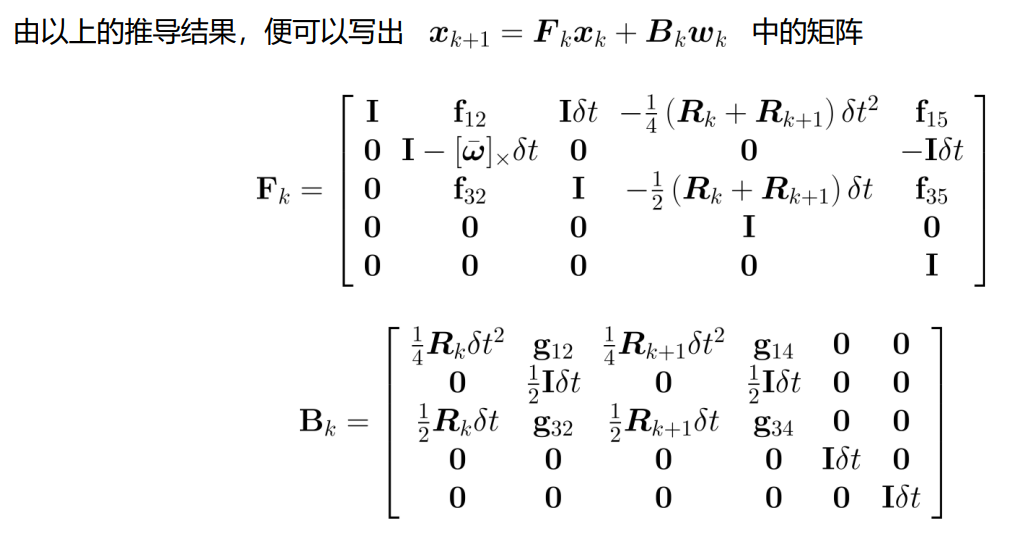 由以上的推导结果，便可以写出 $\boldsymbol{x}_{k+1} = \boldsymbol{F}_k \boldsymbol{x}_k + \boldsymbol{B}_k \boldsymbol{w}_k$ 中的矩阵
$\mathbf{F}_k = \begin{bmatrix} \mathbf{I} & \mathbf{f}_{12} & \mathbf{I}\delta t & -\frac{1}{4}(\boldsymbol{R}_k + \boldsymbol{R}_{k+1})\delta t^2 & \mathbf{f}_{15} \\ \mathbf{0} & \mathbf{I} - [\bar{\boldsymbol{\omega}}]_\times \delta t & \mathbf{0} & \mathbf{0} & -\mathbf{I}\delta t \\ \mathbf{0} & \mathbf{f}_{32} & \mathbf{I} & -\frac{1}{2}(\boldsymbol{R}_k + \boldsymbol{R}_{k+1})\delta t & \mathbf{f}_{35} \\ \mathbf{0} & \mathbf{0} & \mathbf{0} & \mathbf{I} & \mathbf{0} \\ \mathbf{0} & \mathbf{0} & \mathbf{0} & \mathbf{0} & \mathbf{I} \end{bmatrix}$
$\mathbf{B}_k = \begin{bmatrix} \frac{1}{4}\boldsymbol{R}_k\delta t^2 & \mathbf{g}_{12} & \frac{1}{4}\boldsymbol{R}_{k+1}\delta t^2 & \mathbf{g}_{14} & \mathbf{0} & \mathbf{0} \\ \mathbf{0} & \frac{1}{2}\mathbf{I}\delta t & \mathbf{0} & \frac{1}{2}\mathbf{I}\delta t & \mathbf{0} & \mathbf{0} \\ \frac{1}{2}\boldsymbol{R}_k\delta t & \mathbf{g}_{32} & \frac{1}{2}\boldsymbol{R}_{k+1}\delta t & \mathbf{g}_{34} & \mathbf{0} & \mathbf{0} \\ \mathbf{0} & \mathbf{0} & \mathbf{0} & \mathbf{0} & \mathbf{I}\delta t & \mathbf{0} \\ \mathbf{0} & \mathbf{0} & \mathbf{0} & \mathbf{0} & \mathbf{0} & \mathbf{I}\delta t \end{bmatrix}$